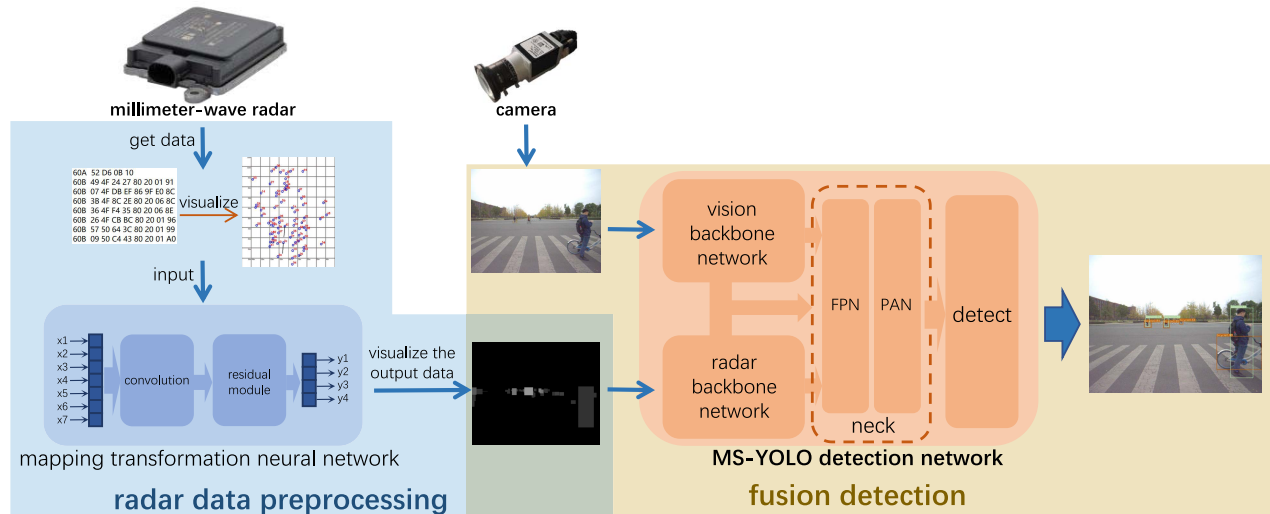 millimeter-wave radar
camera
get data
60A 52 D6 0B 10
60B 49 4F 24 27 80 20 01 91
60B 07 4F DB EF 86 9F E0 8C
60B 3B 4F 8C 2E 80 20 06 8C
60B 36 4F F4 35 80 20 06 8E
60B 26 4F CB BC 80 20 01 96
60B 57 50 64 3C 80 20 01 99
60B 09 50 C4 43 80 20 01 A0
visualize
input
x1
x2
x3
x4
x5
x6
x7
convolution
residual
module
y1
y2
y3
y4
mapping transformation neural network
radar data preprocessing
visualize the
output data
vision
backbone
network
radar
backbone
network
FPN
PAN
neck
detect
MS-YOLO detection network
fusion detection